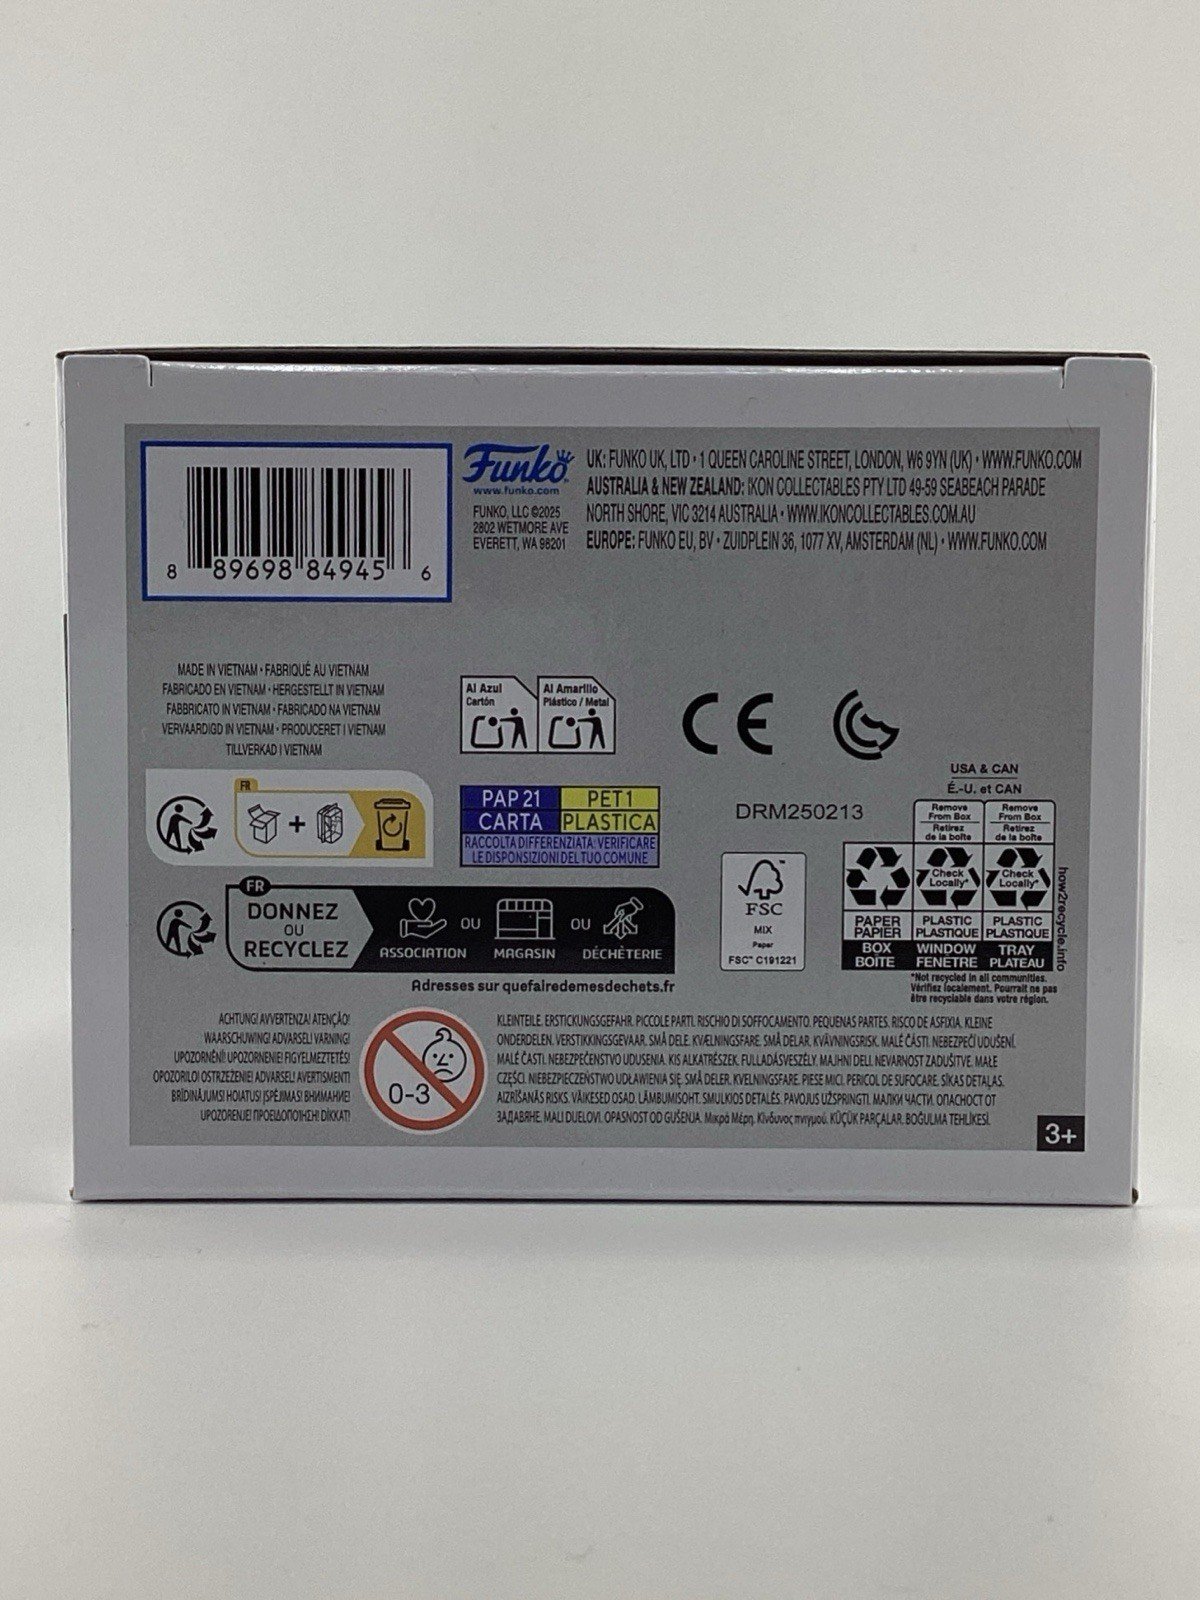 8 89698 84945 6
Funko
www.funko.com
FUNKO, LLC ©2025
2802 WETMORE AVE
EVERETT, WA 98201
UK: FUNKO UK, LTD • 1 QUEEN CAROLINE STREET, LONDON, W6 9YN (UK) • WWW.FUNKO.COM
AUSTRALIA & NEW ZEALAND: IKON COLLECTABLES PTY LTD 49-59 SEABEACH PARADE
NORTH SHORE, VIC 3214 AUSTRALIA • WWW.IKONCOLLECTABLES.COM.AU
EUROPE: FUNKO EU, BV • ZUIDPLEIN 36, 1077 XV, AMSTERDAM (NL) • WWW.FUNKO.COM
MADE IN VIETNAM • FABRIQUÉ AU VIETNAM
FABRICADO EN VIETNAM • HERGESTELLT IN VIETNAM
FABBRICATO IN VIETNAM • FABRICADO NA VIETNAM
VERVAARDIGD IN VIETNAM • PRODUCERET I VIETNAM
TILLVERKAD I VIETNAM
Al Azul
Cartón
Al Amarillo
Plástico / Metal
CE
FR
+
PAP 21
CARTA
PET 1
PLASTICA
RACCOLTA DIFFERENZIATA: VERIFICARE
LE DISPONSIZIONI DEL TUO COMUNE
DRM250213
FSC™
MIX
Paper
FSC™ C191221
USA & CAN
É.-U. et CAN
Remove
From Box
Retirez
de la boîte
Remove
From Box
Retirez
de la boîte
Check
Locally*
Check
Locally*
PAPER
PAPIER
PLASTIC
PLASTIQUE
PLASTIC
PLASTIQUE
BOX
BOÎTE
WINDOW
FENÊTRE
TRAY
PLATEAU
how2recycle.info
*Not recycled in all communities.
Vérifiez localement. Pourrait ne pas
être recyclable dans votre région.
FR
DONNEZ
OU
RECYCLEZ
ASSOCIATION
OU
MAGASIN
OU
DÉCHÈTERIE
Adresses sur quefairedemesdechets.fr
ACHTUNG! AVVERTENZA! ATENÇÃO!
WAARSCHUWING! ADVARSEL! VARNING!
UPOZORNĚNÍ! UPOZORNENIE! FIGYELMEZTETÉS!
OPOZORILO! OSTRZEŻENIE! ADVARSEL! AVERTISMENT!
BRĪDINĀJUMS! HOIATUS! ĮSPĖJIMAS! ВНИМАНИЕ!
UPOZORENJE! ΠΡΟΕΙΔΟΠΟΙΗΣΗ! DİKKAT!
0-3
KLEINTEILE. ERSTICKUNGSGEFAHR. PICCOLE PARTI. RISCHIO DI SOFFOCAMENTO. PEQUENAS PARTES. RISCO DE ASFIXIA. KLEINE
ONDERDELEN. VERSTIKKINGSGEVAAR. SMÅ DELE. KVÆLNINGSFARE. SMÅ DELAR. KVÄVNINGSRISK. MALÉ ČÁSTI. NEBEZPEČÍ UDUŠENÍ.
MALÉ ČASTI. NEBEZPEČENSTVO UDUSENIA. KIS ALKATRÉSZEK. FULLADÁSVESZÉLY. MAJHNI DELI. NEVARNOST ZADUŠITVE. MAŁE
CZĘŚCI. NIEBEZPIECZEŃSTWO UDŁAWIENIA SIĘ. SMÅ DELER. KVELNINGSFARE. PIESE MICI. PERICOL DE SUFOCARE. SĪKAS DETAĻAS.
AIZRĪŠANĀS RISKS. VÄIKESED OSAD. LÄMBUMISOHT. SMULKIOS DETALĖS. PAVOJUS UŽSPRINGTI. МАЛКИ ЧАСТИ. ОПАСНОСТ ОТ
ЗАДАВЯНЕ. MALI DIJELOVI. OPASNOST OD GUŠENJA. Μικρά Μέρη. Κίνδυνος πνιγμού. KÜÇÜK PARÇALAR. BOĞULMA TEHLİKESİ.
3+